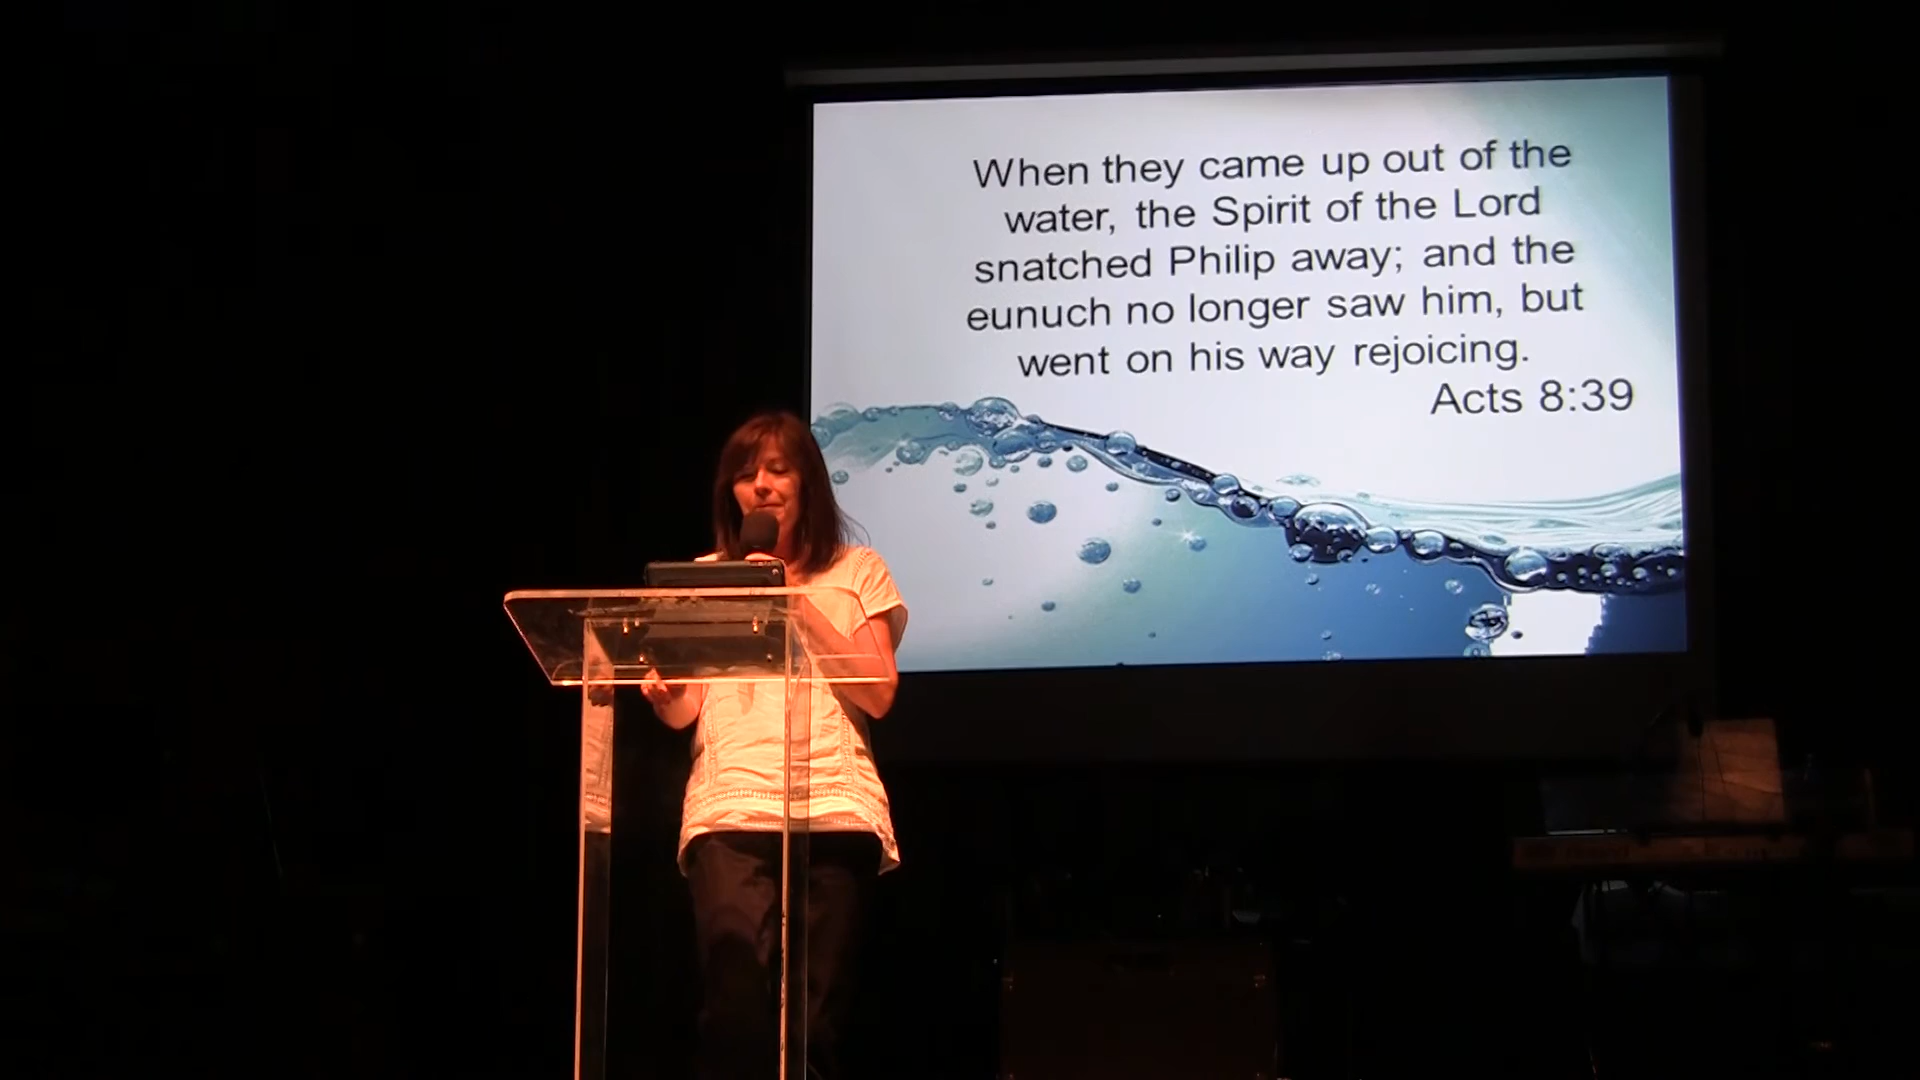 When they came up out of the
water, the Spirit of the Lord
snatched Philip away; and the
eunuch no longer saw him, but
went on his way rejoicing.
Acts 8:39